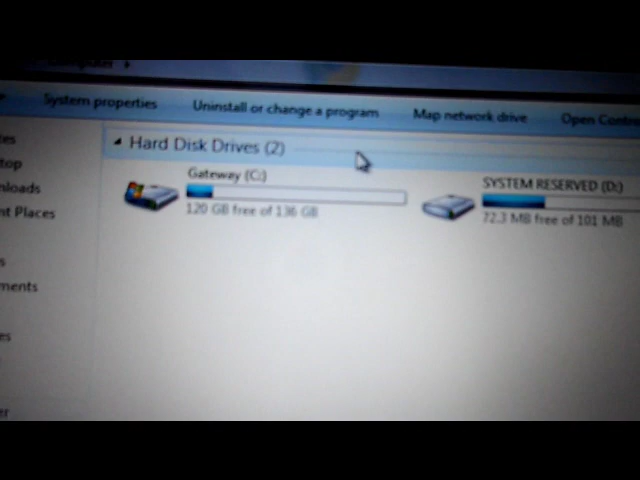 Computer
System properties Uninstall or change a program Map network drive Open Contro
tes
Hard Disk Drives (2)
top
Gateway (C:) SYSTEM RESERVED (D:)
nloads
120 GB free of 136 GB 72.3 MB free of 101 MB
nt Places
s
ments
es
er